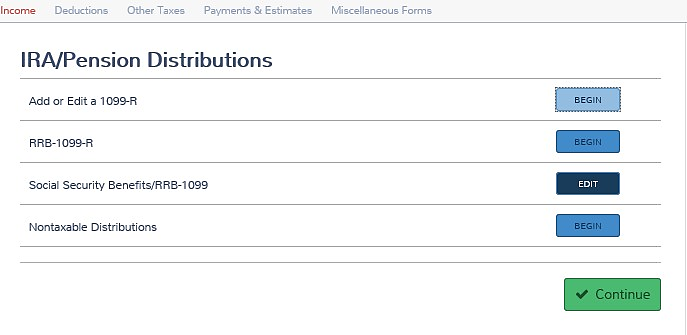 Income Deductions Other Taxes Payments & Estimates Miscellaneous Forms
IRA/Pension Distributions
Add or Edit a 1099-R BEGIN
RRB-1099-R BEGIN
Social Security Benefits/RRB-1099 EDIT
Nontaxable Distributions BEGIN
Continue